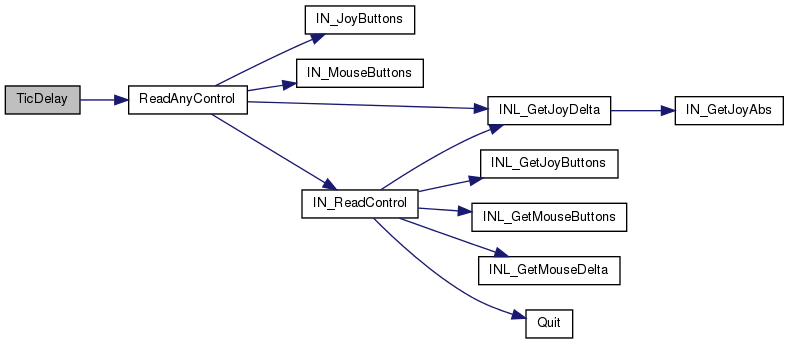 IN_JoyButtons
IN_MouseButtons
TicDelay
ReadAnyControl
INL_GetJoyDelta
IN_GetJoyAbs
INL_GetJoyButtons
IN_ReadControl
INL_GetMouseButtons
INL_GetMouseDelta
Quit